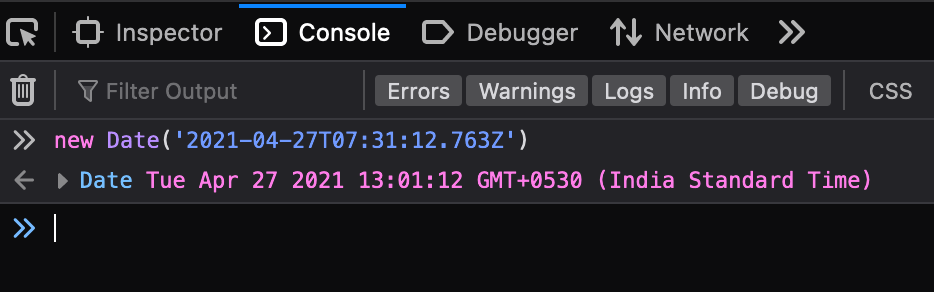 Inspector Console Debugger Network
Filter Output Errors Warnings Logs Info Debug CSS
new Date('2021-04-27T07:31:12.763Z')
Date Tue Apr 27 2021 13:01:12 GMT+0530 (India Standard Time)